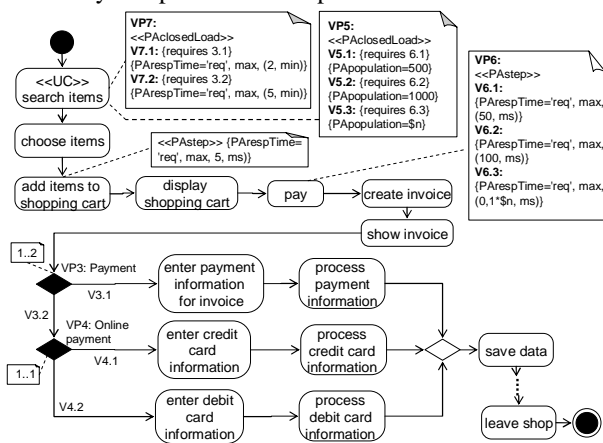 VP7:
<<PAclosedLoad>>
V7.1: {requires 3.1}
{PArespTime='req', max, (2, min)}
V7.2: {requires 3.2}
{PArespTime='req', max, (5, min)}
VP5:
<<PAclosedLoad>>
V5.1: {requires 6.1}
{PApopulation=500}
V5.2: {requires 6.2}
{PApopulation=1000}
V5.3: {requires 6.3}
{PApopulation=$n}
VP6:
<<PAstep>>
V6.1:
{PArespTime='req', max,
(50, ms)}
V6.2:
{PArespTime='req', max,
(100, ms)}
V6.3:
{PArespTime='req', max,
(0,1*$n, ms)}
<<UC>>
search items
choose items
<<PAstep>> {PArespTime=
'req', max, 5, ms)}
add items to
shopping cart
display
shopping cart
pay
create invoice
show invoice
1..2
VP3: Payment
V3.1
enter payment
information
for invoice
process
payment
information
V3.2
VP4: Online
payment
V4.1
enter credit
card
information
process
credit card
information
save data
1..1
V4.2
enter debit
card
information
process
debit card
information
leave shop